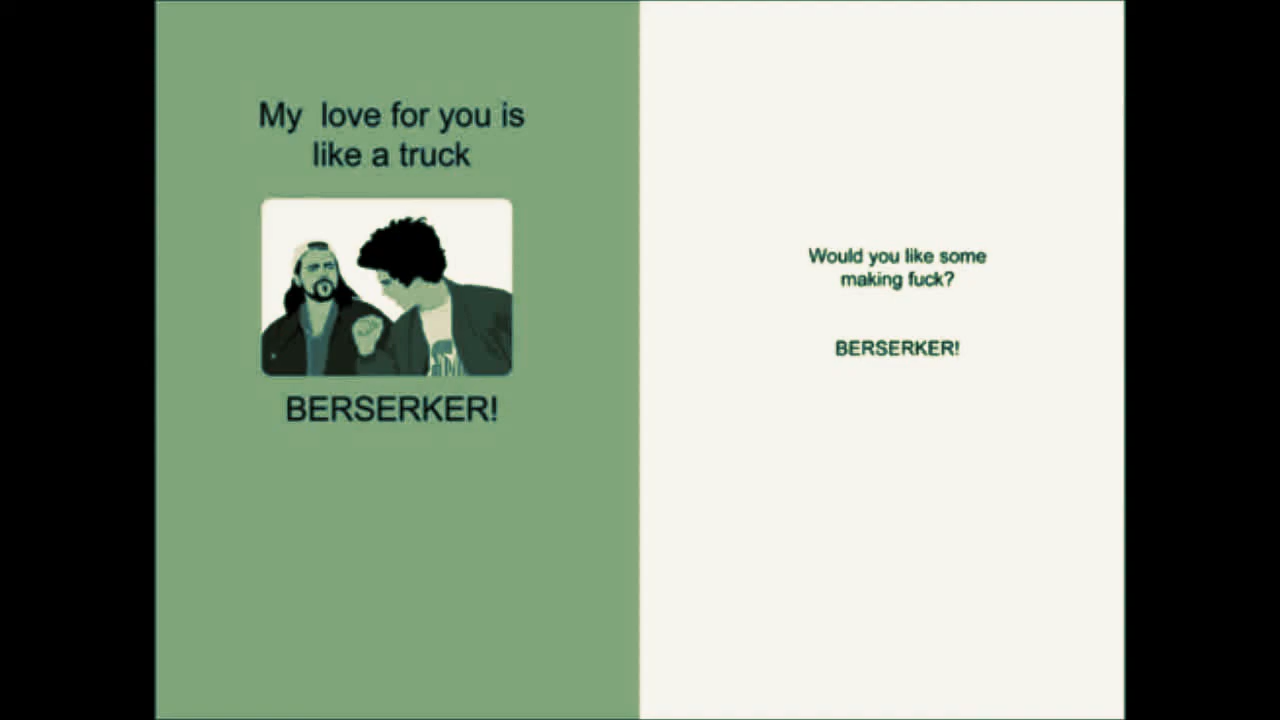 My love for you is
like a truck
BERSERKER!
Would you like some
making fuck?
BERSERKER!